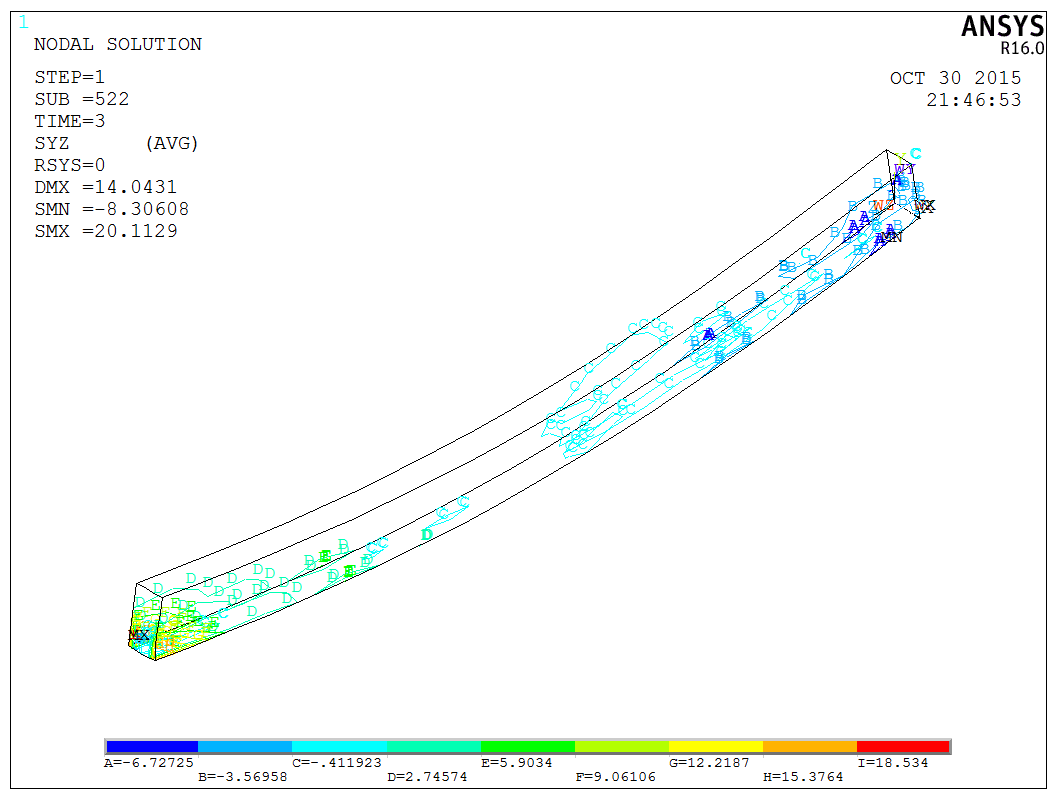 1
ANSYS
R16.0
NODAL SOLUTION
STEP=1
SUB =522
TIME=3
SYZ (AVG)
RSYS=0
DMX =14.0431
SMN =-8.30608
SMX =20.1129
OCT 30 2015
21:46:53
MN
MX
A=-6.72725
B=-3.56958
C=-.411923
D=2.74574
E=5.9034
F=9.06106
G=12.2187
H=15.3764
I=18.534